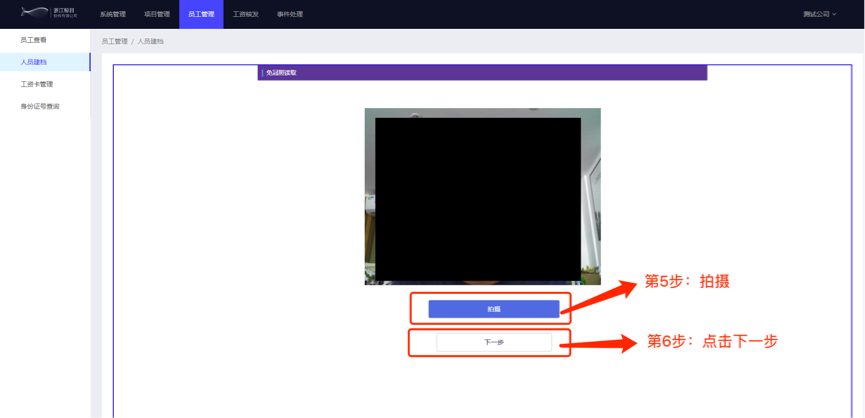 浙江标科
系统管理 项目管理 员工管理 工资核发 事件处理 测试公司
员工查看
人员建档
工资卡管理
身份证号查询
员工管理 / 人员建档
免冠照读取
拍摄
下一步
第5步：拍摄
第6步：点击下一步